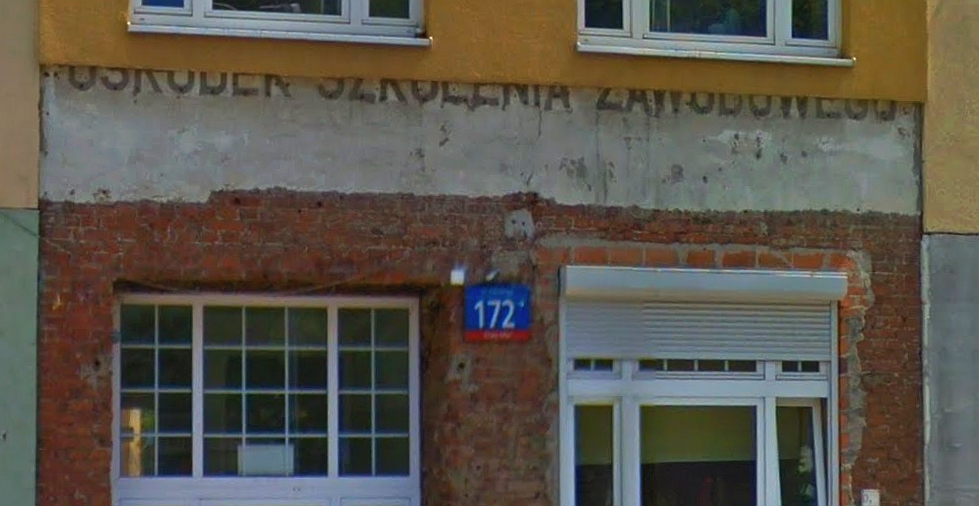 OŚRODEK SZKOLENIA ZAWODOWEGO
172